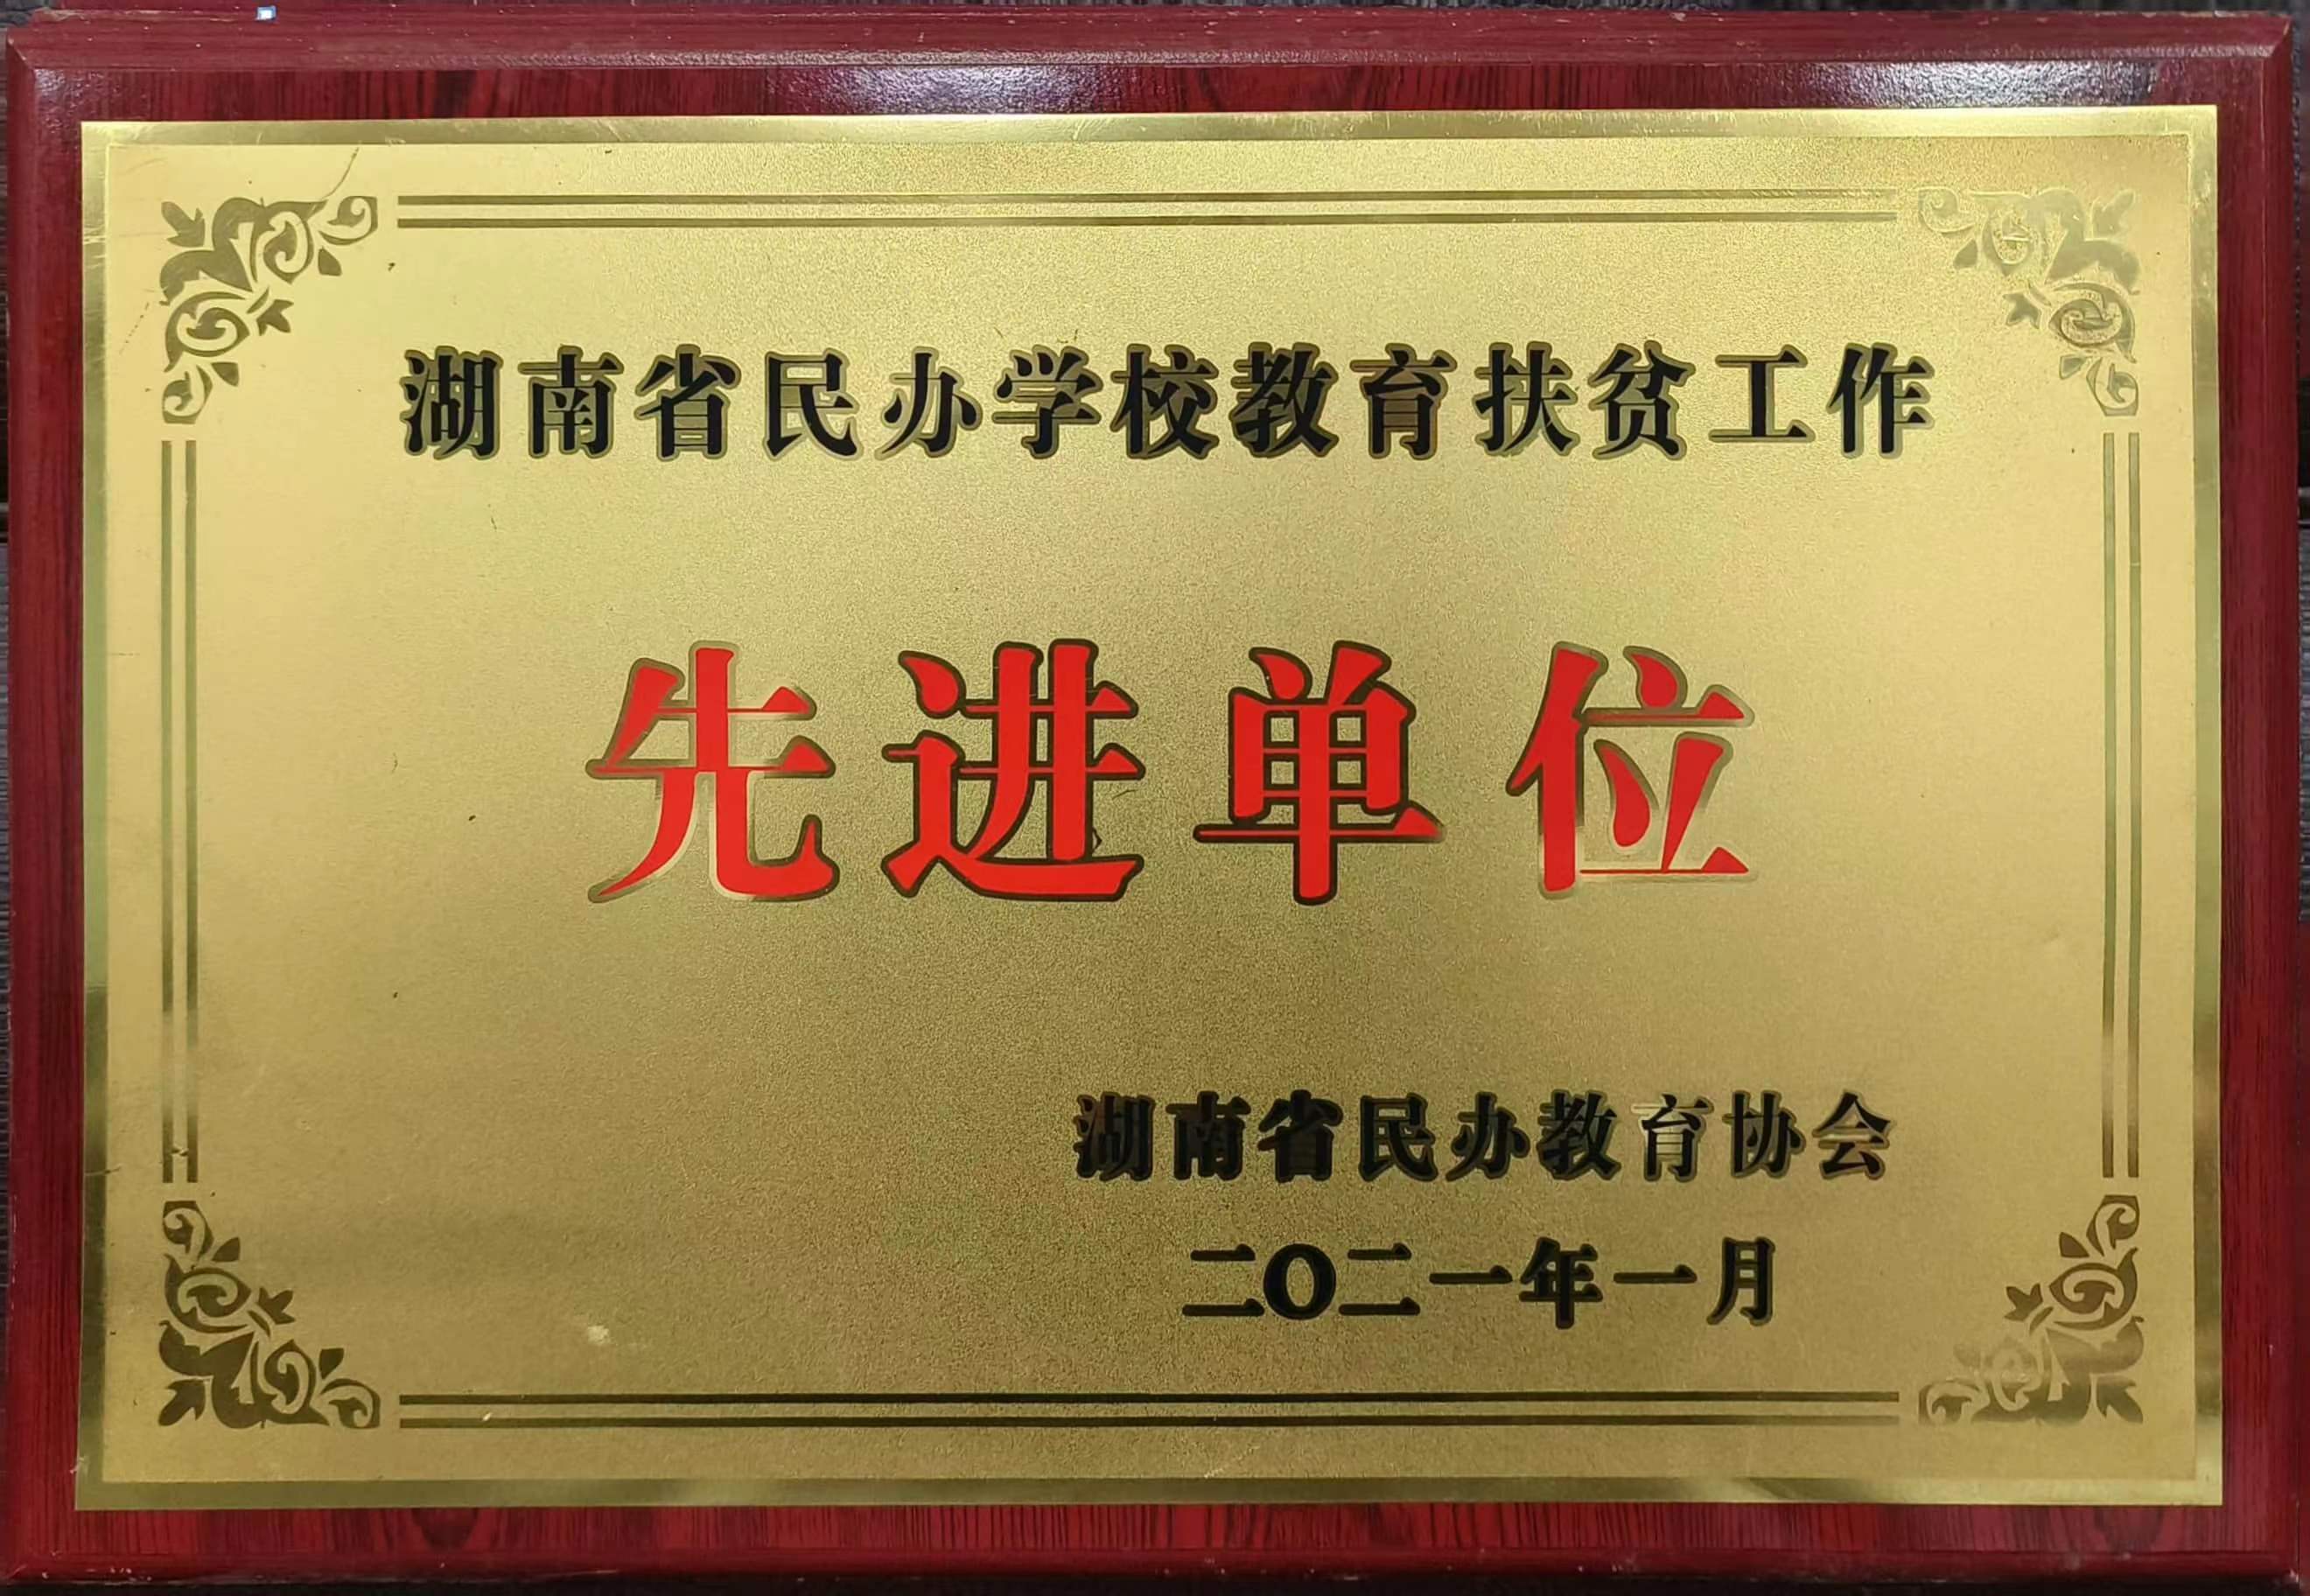 湖南省民办学校教育扶贫工作
先进单位
湖南省民办教育协会
二〇二一年一月